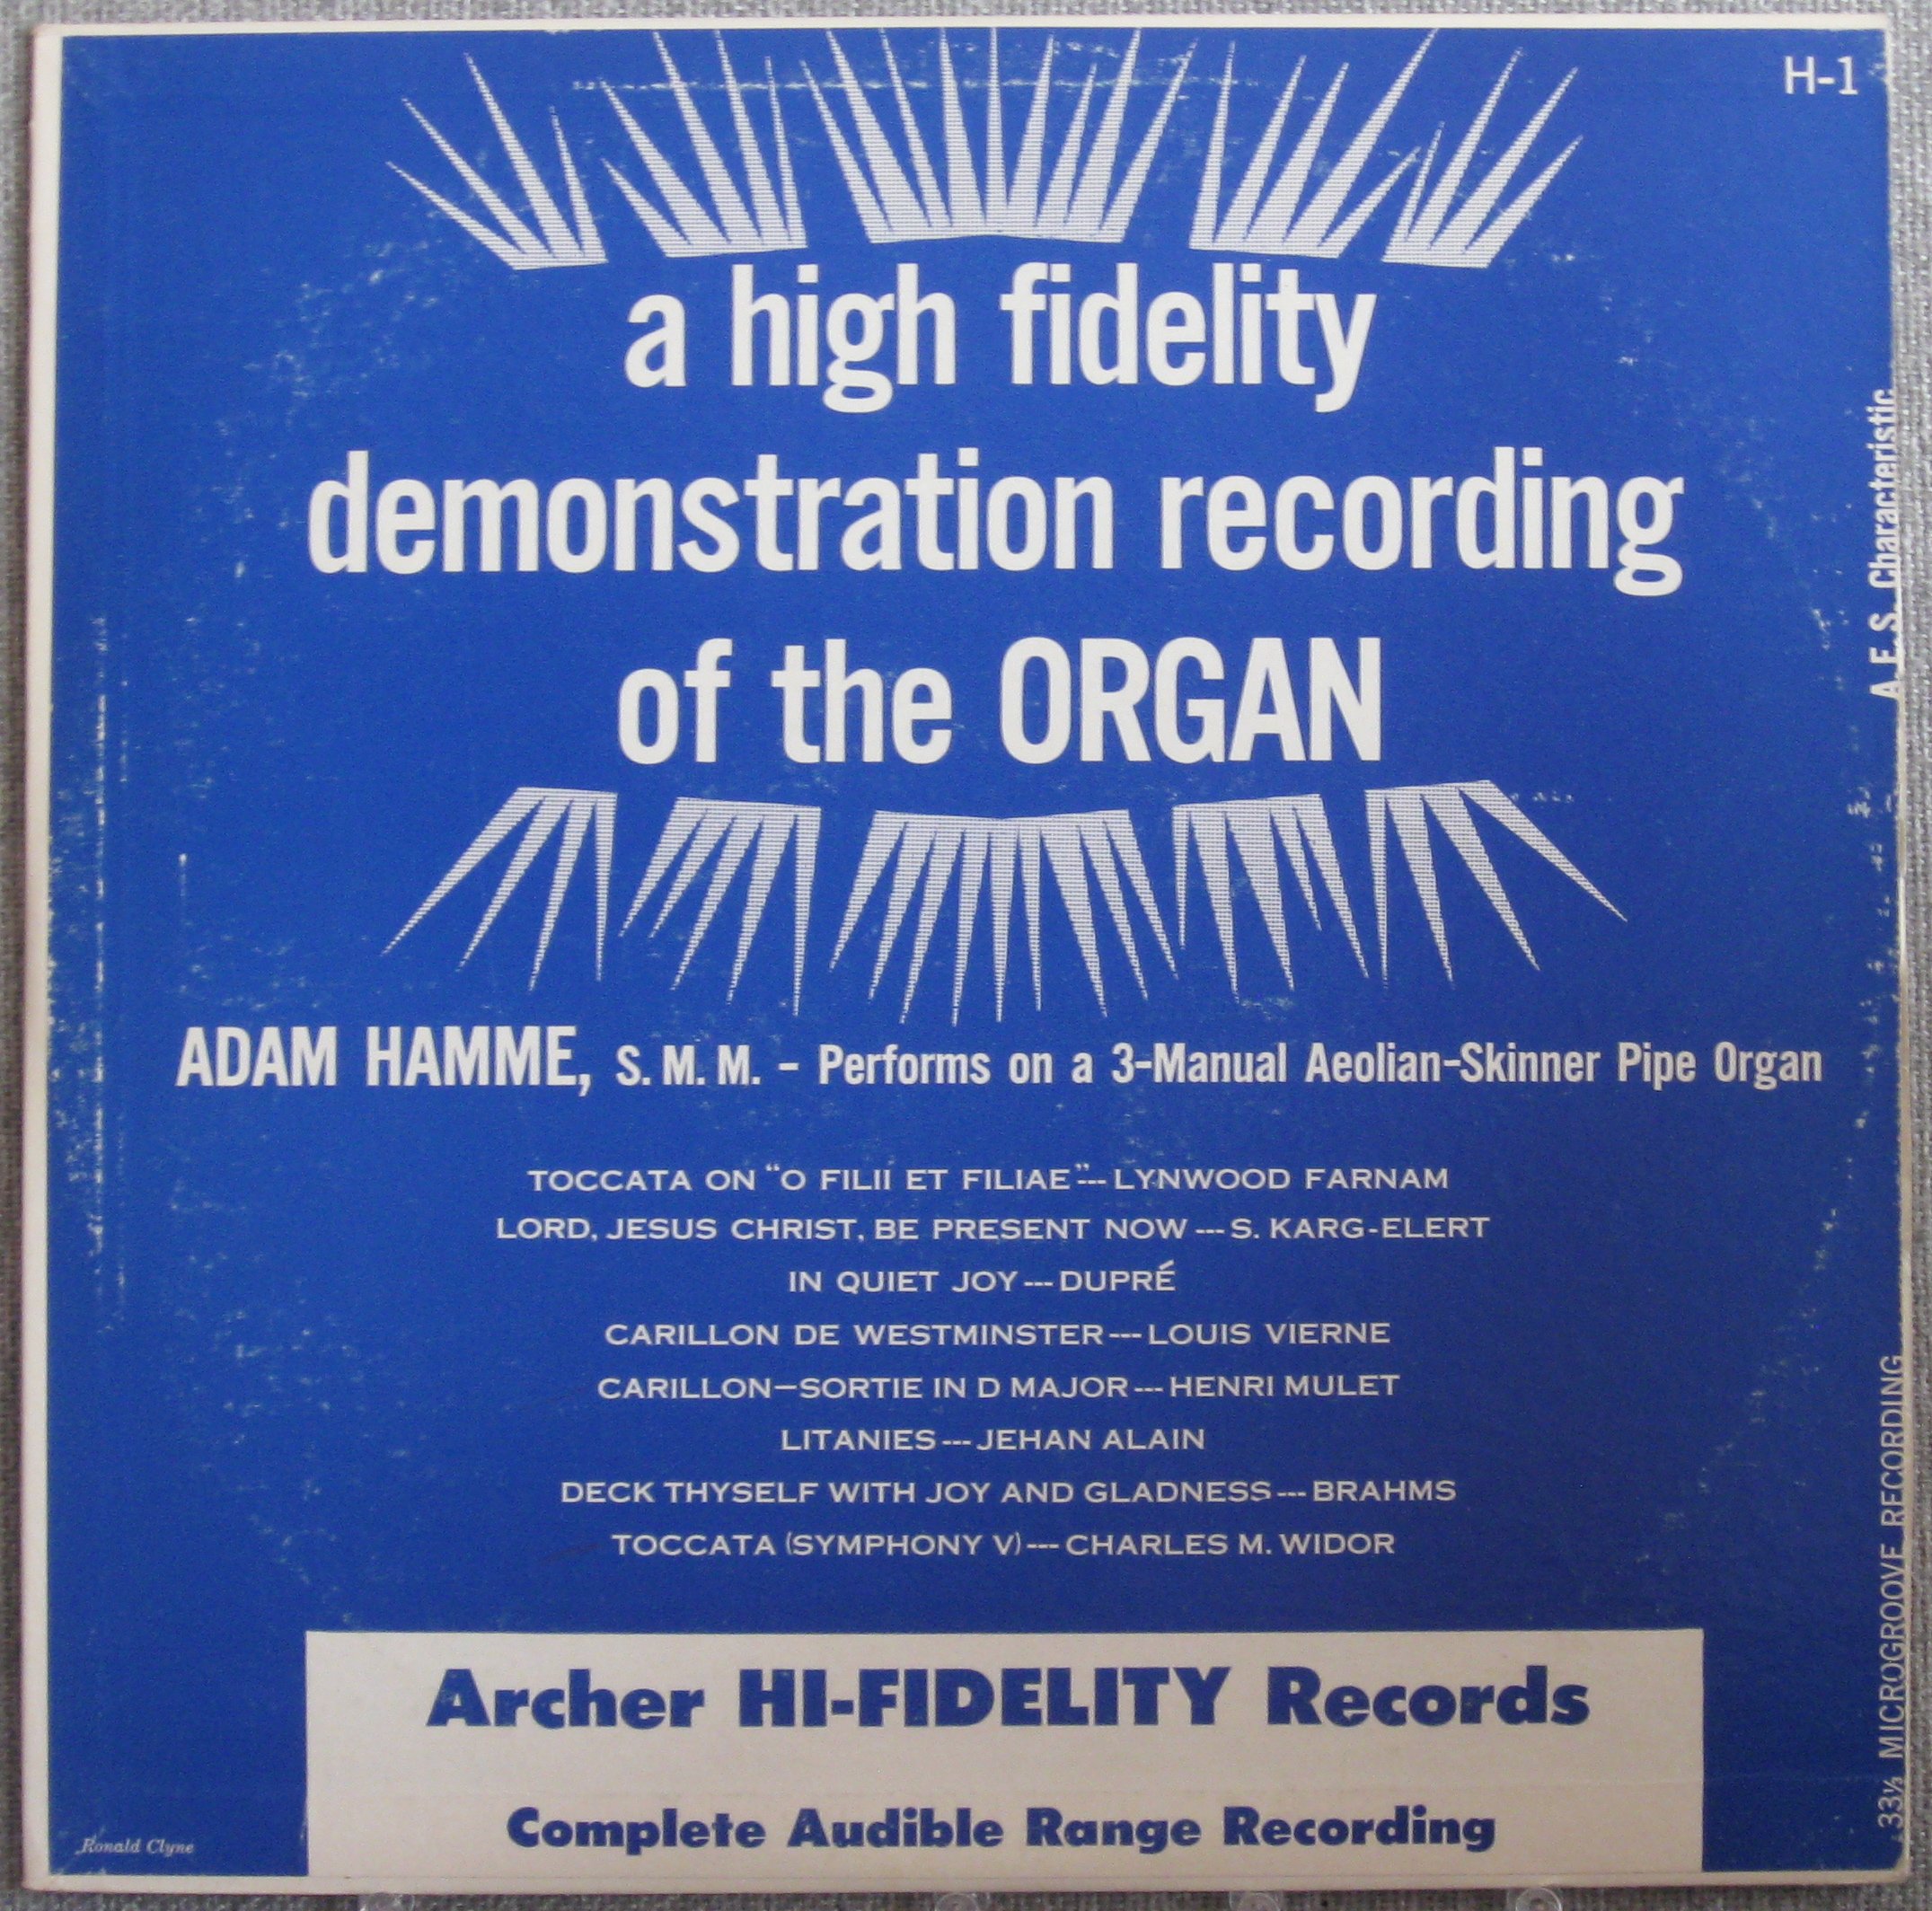 H-1
a high fidelity
demonstration recording
of the ORGAN
A.E.S. Characteristic
ADAM HAMME, S. M. M. - Performs on a 3-Manual Aeolian-Skinner Pipe Organ
TOCCATA ON “O FILII ET FILIAE”---LYNWOOD FARNAM
LORD, JESUS CHRIST, BE PRESENT NOW---S. KARG-ELERT
IN QUIET JOY---DUPRÉ
CARILLON DE WESTMINSTER---LOUIS VIERNE
CARILLON—SORTIE IN D MAJOR---HENRI MULET
LITANIES---JEHAN ALAIN
DECK THYSELF WITH JOY AND GLADNESS---BRAHMS
TOCCATA (SYMPHONY V)---CHARLES M. WIDOR
33⅓ MICROGROOVE RECORDING
Archer HI-FIDELITY Records
Complete Audible Range Recording
Ronald Clyne